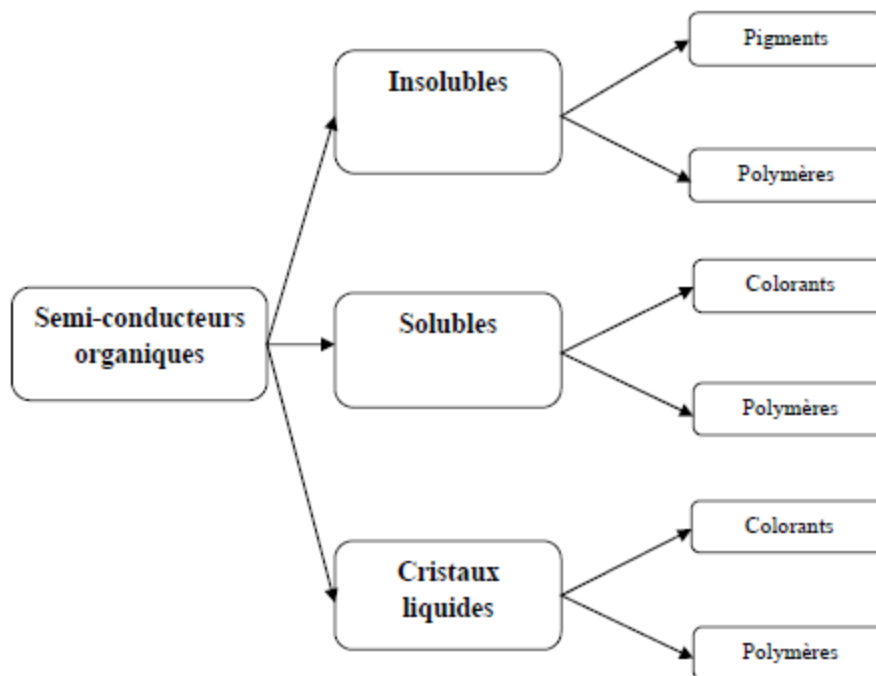 Semi-conducteurs
organiques
Insolubles
Pigments
Polymères
Solubles
Colorants
Polymères
Cristaux
liquides
Colorants
Polymères